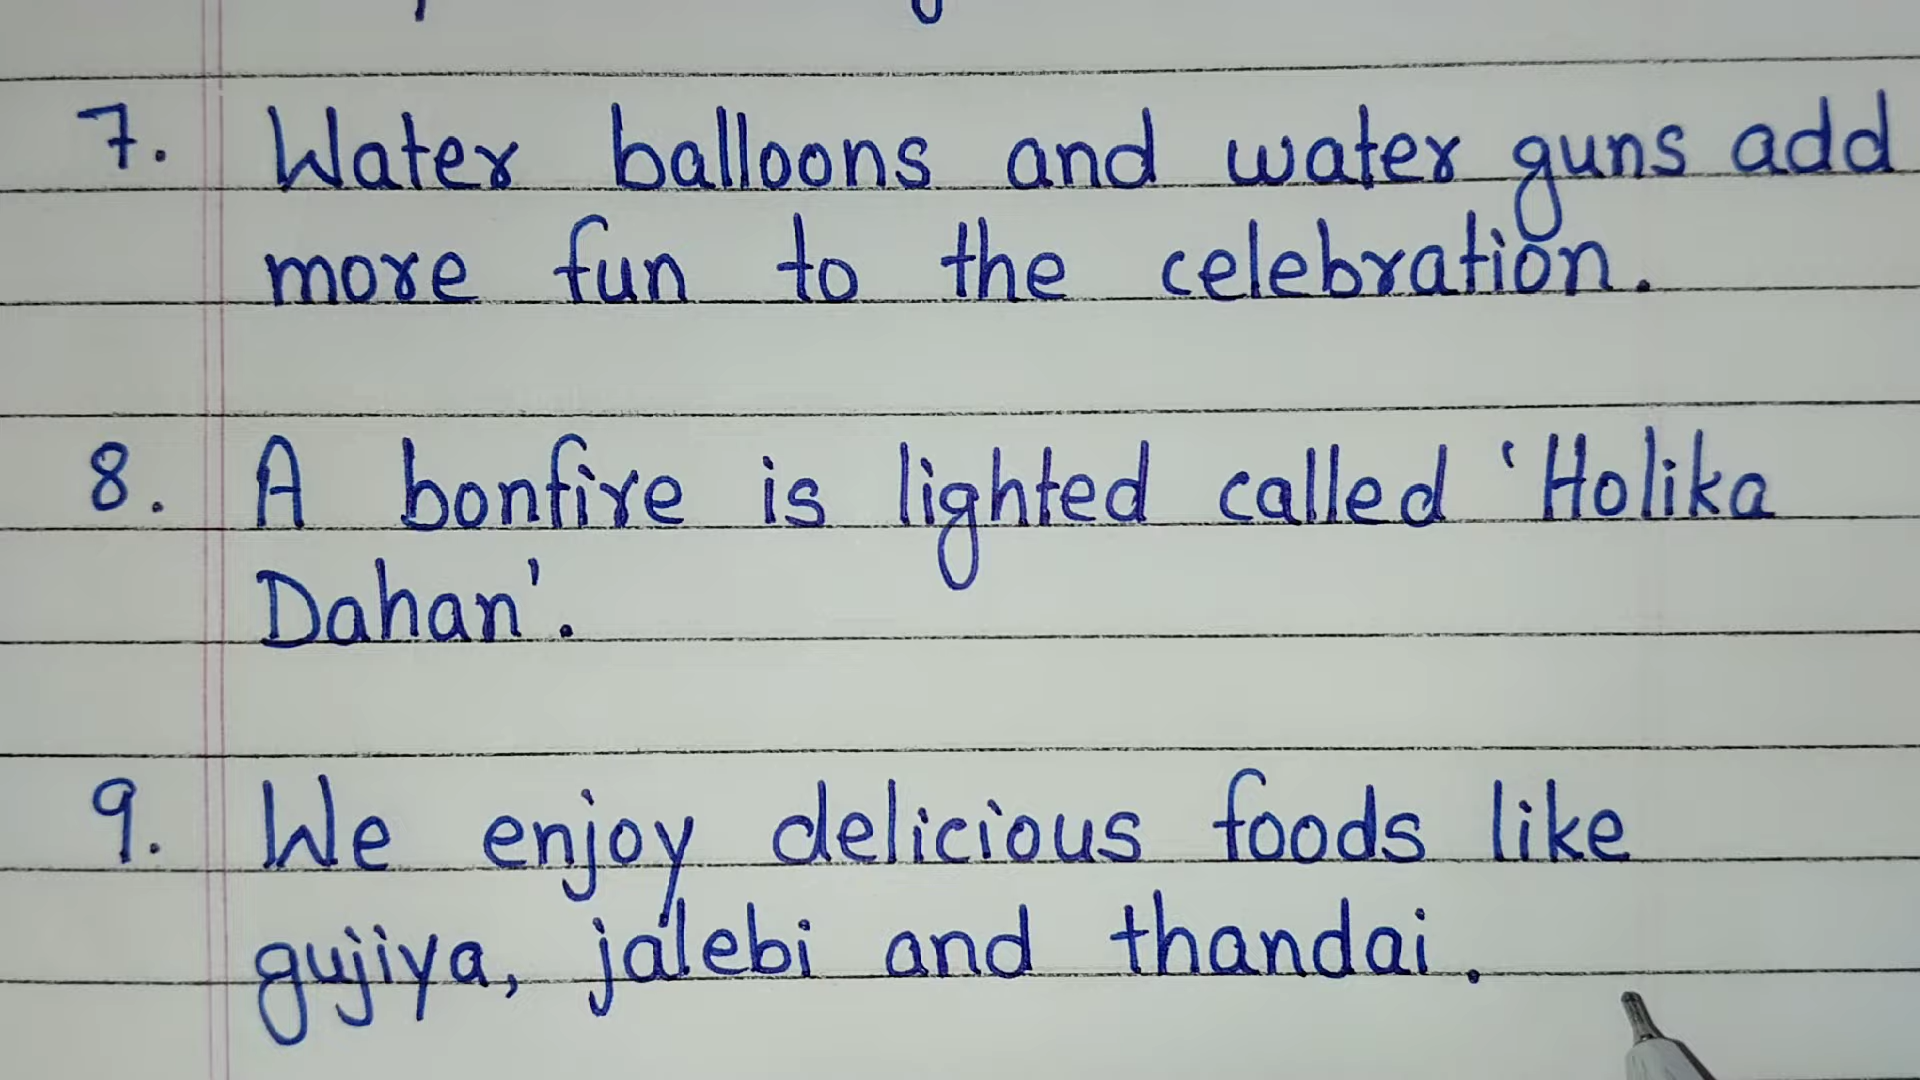 7. Water balloons and water guns add
more fun to the celebration.
8. A bonfire is lighted called ‘Holika
Dahan’.
9. We enjoy delicious foods like
gujiya, jalebi and thandai.